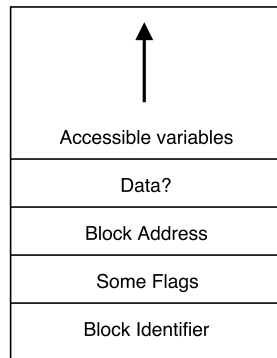 Accessible variables
Data?
Block Address
Some Flags
Block Identifier